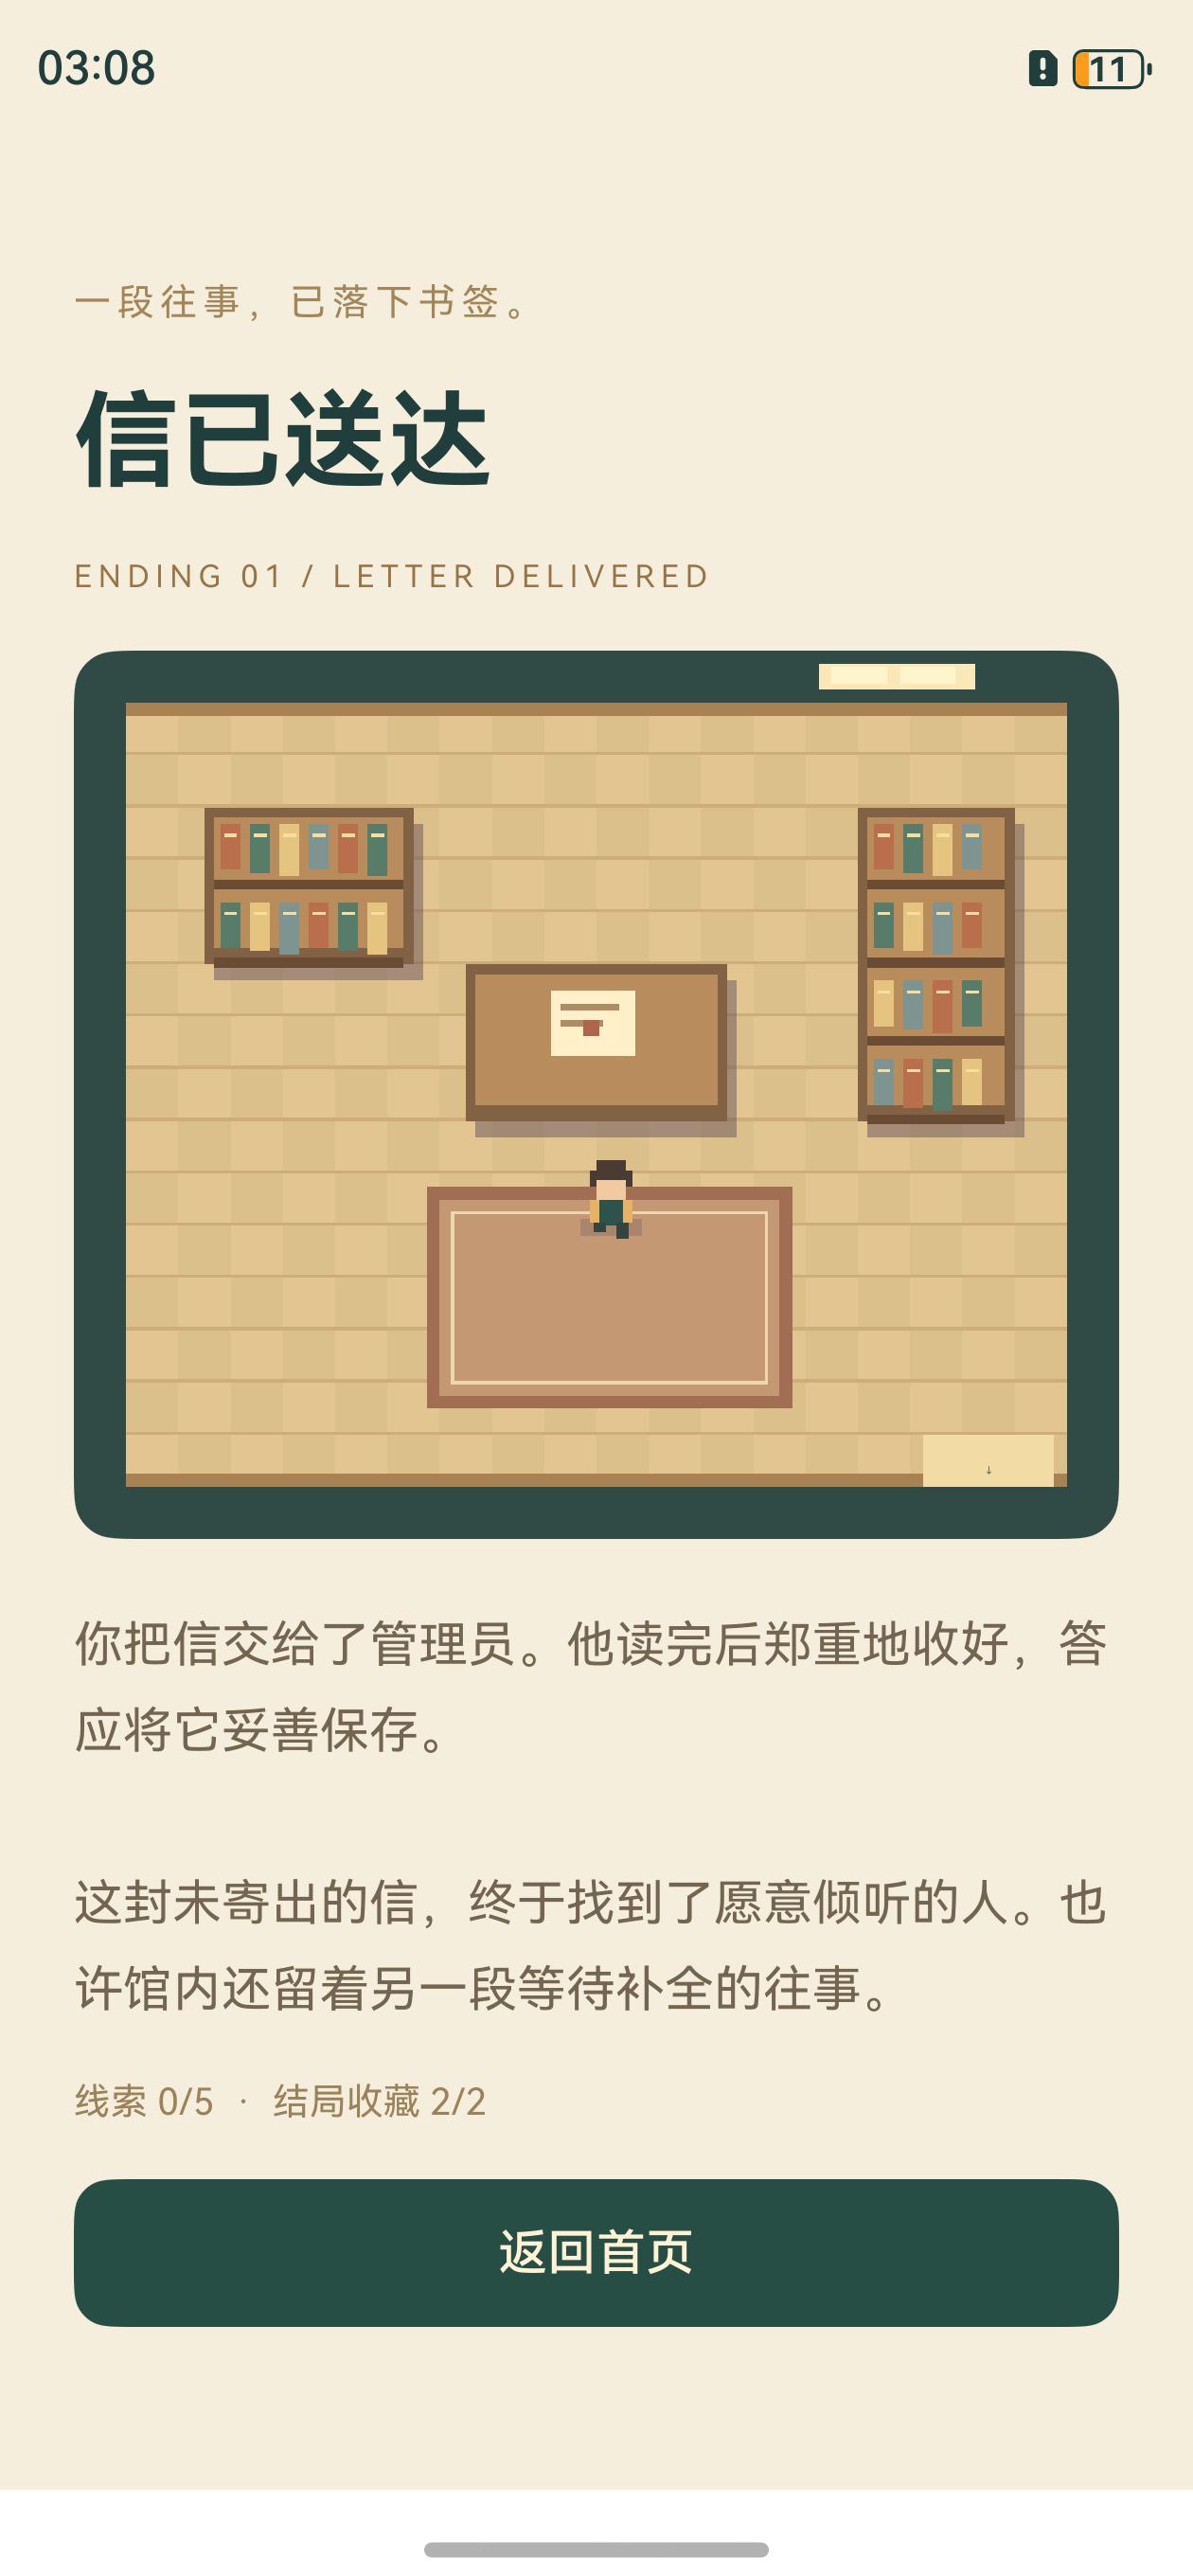 03:08
11
一段往事，已落下书签。
信已送达
ENDING 01 / LETTER DELIVERED
↓
你把信交给了管理员。他读完后郑重地收好，答
应将它妥善保存。
这封未寄出的信，终于找到了愿意倾听的人。也
许馆内还留着另一段等待补全的往事。
线索 0/5 · 结局收藏 2/2
返回首页